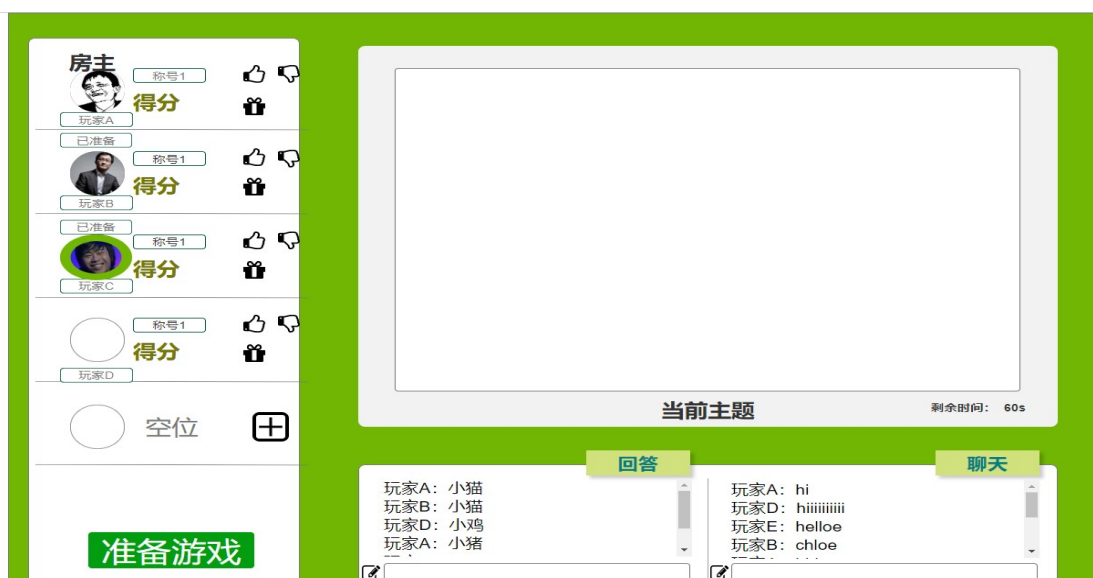 房主
称号1
得分
玩家A
已准备
称号1
得分
玩家B
已准备
称号1
得分
玩家C
称号1
得分
玩家D
空位
准备游戏
当前主题
剩余时间： 60s
回答
玩家A：小猫
玩家B：小猫
玩家D：小鸡
玩家A：小猪
聊天
玩家A：hi
玩家D：hiiiiiiiiii
玩家E：helloe
玩家B：chloe